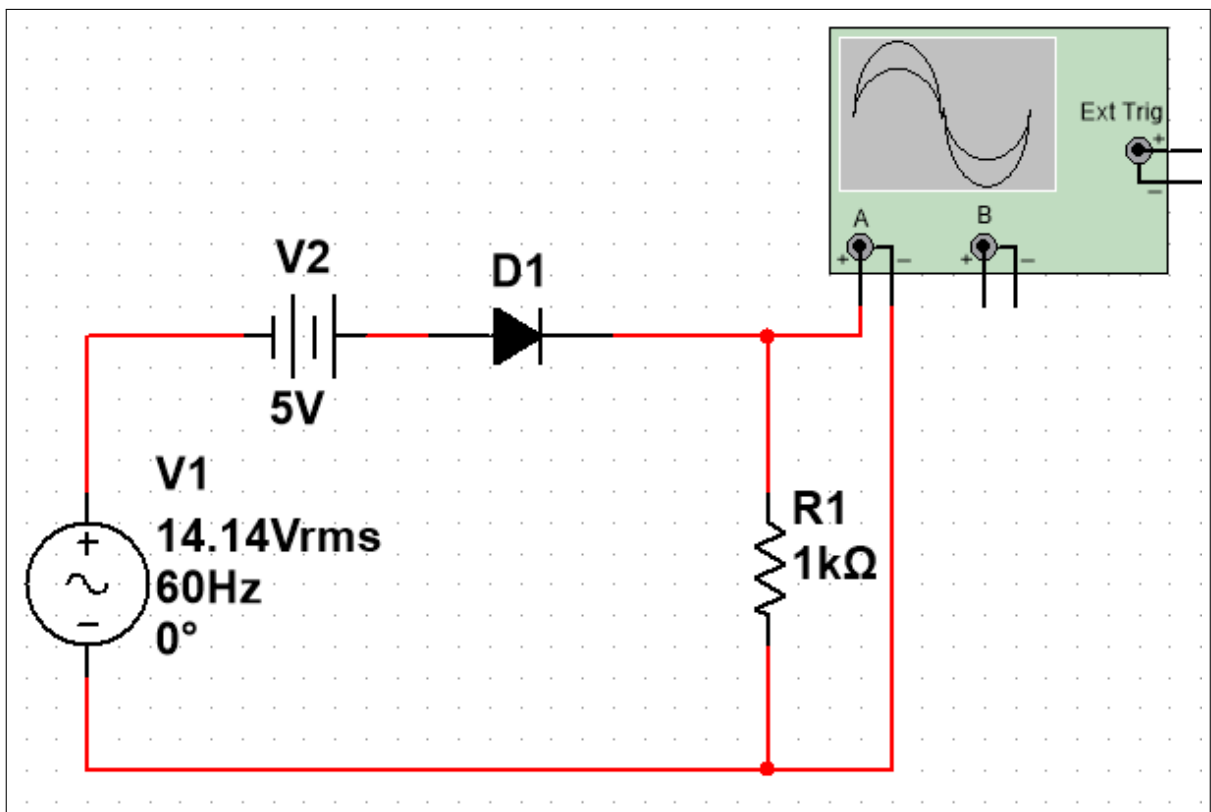 Ext Trig
+
–
A
B
+
–
+
–
V2
D1
5V
V1
14.14Vrms
60Hz
0°
+
–
R1
1kΩ